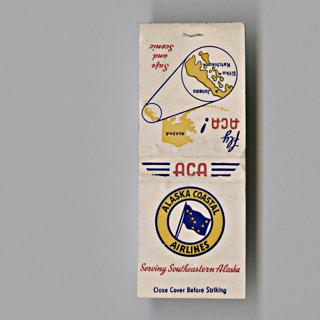 Safe
and
Scenic
Sitka
Ketchikan
Juneau
ALASKA
fly
ACA!
ACA
ALASKA COASTAL
AIRLINES
Serving Southeastern Alaska
Close Cover Before Striking